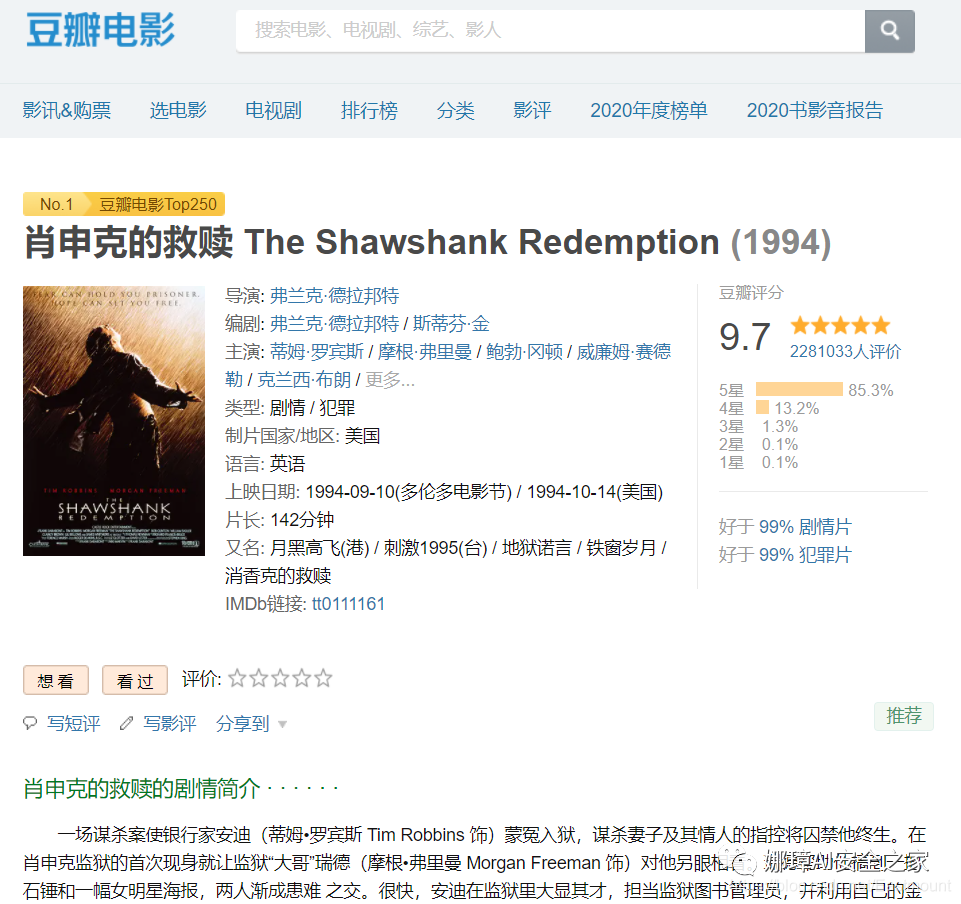 豆瓣电影
搜索电影、电视剧、综艺、影人
影讯&购票 选电影 电视剧 排行榜 分类 影评 2020年度榜单 2020书影音报告
No.1 豆瓣电影Top250
肖申克的救赎 The Shawshank Redemption (1994)
FEAR CAN HOLD YOU PRISONER.
HOPE CAN SET YOU FREE.
TIM ROBBINS MORGAN FREEMAN
THE
SHAWSHANK
REDEMPTION
导演: 弗兰克·德拉邦特
编剧: 弗兰克·德拉邦特 / 斯蒂芬·金
主演: 蒂姆·罗宾斯 / 摩根·弗里曼 / 鲍勃·冈顿 / 威廉姆·赛德
勒 / 克兰西·布朗 / 更多...
类型: 剧情 / 犯罪
制片国家/地区: 美国
语言: 英语
上映日期: 1994-09-10(多伦多电影节) / 1994-10-14(美国)
片长: 142分钟
又名: 月黑高飞(港) / 刺激1995(台) / 地狱诺言 / 铁窗岁月 /
消香克的救赎
IMDb链接: tt0111161
豆瓣评分
9.7
2281033人评价
5星 85.3%
4星 13.2%
3星 1.3%
2星 0.1%
1星 0.1%
好于 99% 剧情片
好于 99% 犯罪片
想看 看过 评价:
写短评 写影评 分享到
推荐
肖申克的救赎的剧情简介 · · · · · ·
一场谋杀案使银行家安迪（蒂姆•罗宾斯 Tim Robbins 饰）蒙冤入狱，谋杀妻子及其情人的指控将囚禁他终生。在
肖申克监狱的首次现身就让监狱“大哥”瑞德（摩根•弗里曼 Morgan Freeman 饰）对他另眼相
石锤和一幅女明星海报，两人渐成患难 之交。很快，安迪在监狱里大显其才，担当监狱图书管理员，并利用自己的金
娜璋AI安全之家